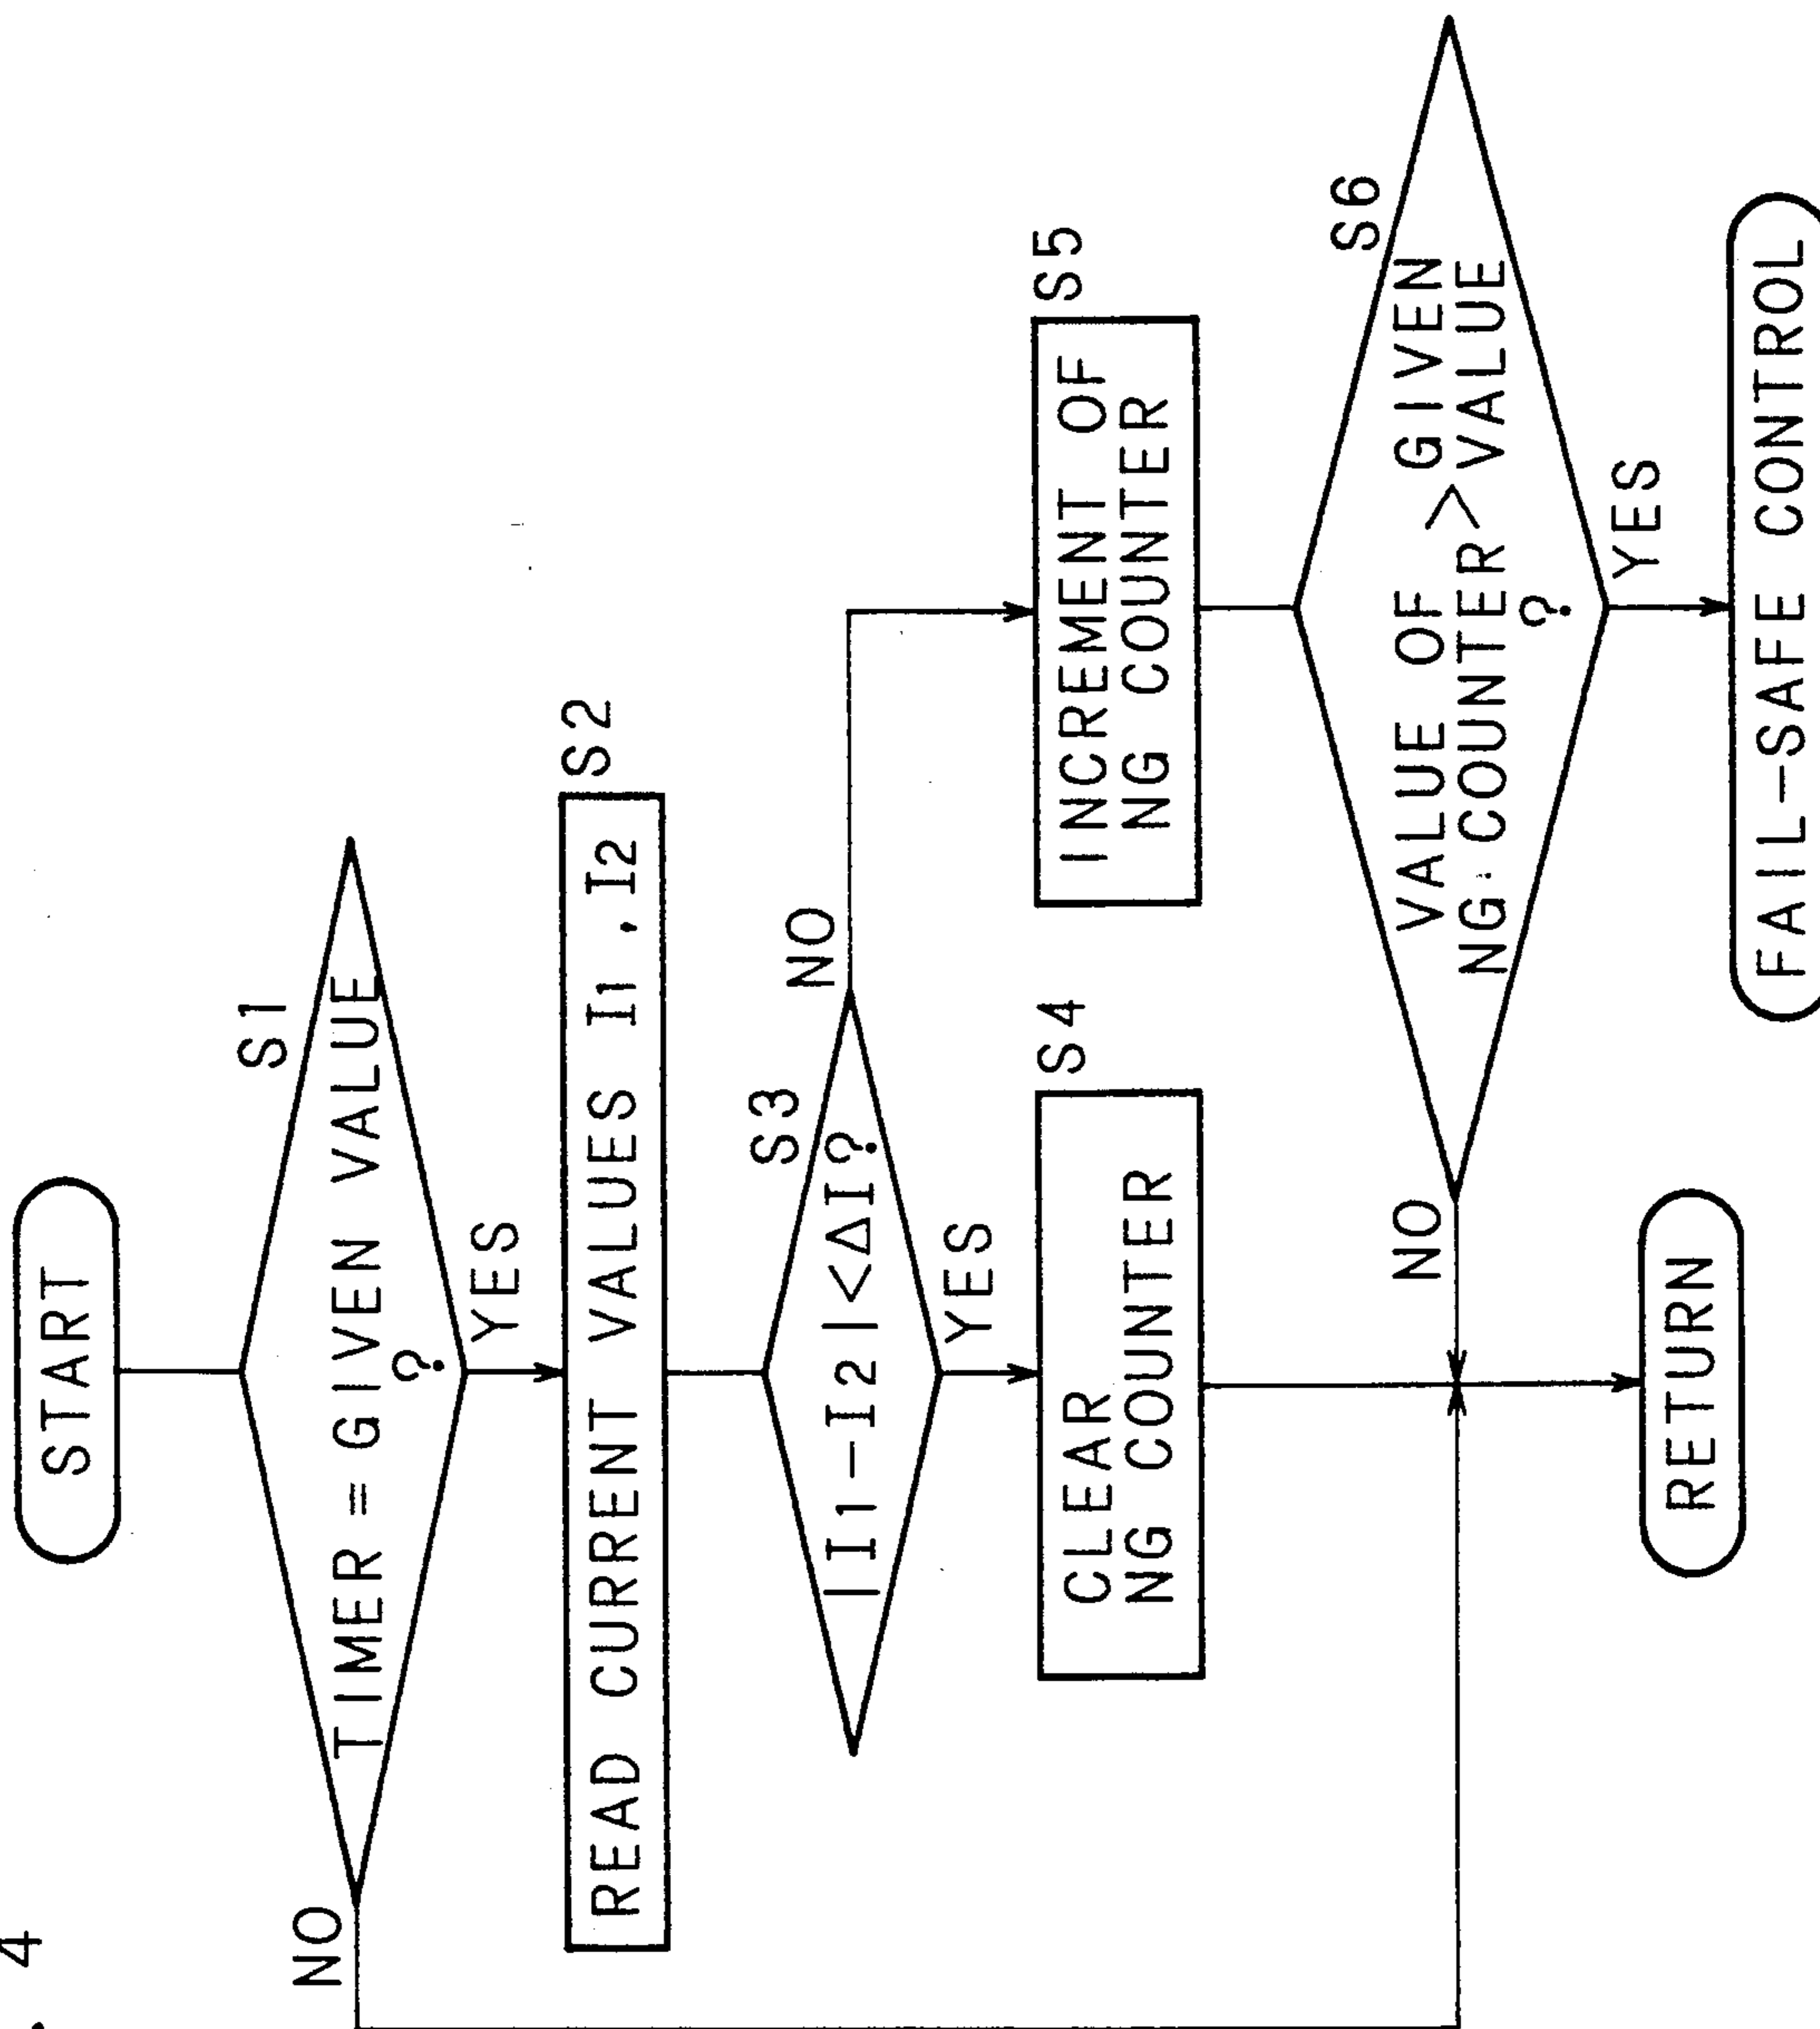 . 4
START
S1
TIMER = GIVEN VALUE
?
NO
YES
S2
READ CURRENT VALUES I1 , I2
S3
|I1-I2|<ΔI?
NO
YES
S4
CLEAR
NG COUNTER
S5
INCREMENT OF
NG COUNTER
S6
VALUE OF > GIVEN
NG COUNTER > VALUE
?
NO
YES
RETURN
FAIL-SAFE CONTROL